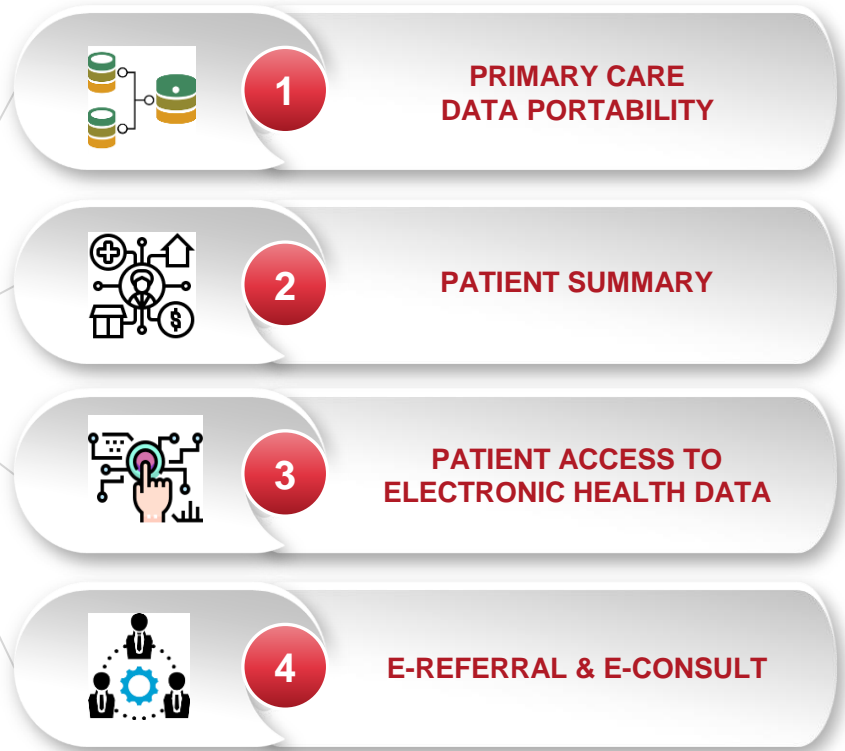 1
PRIMARY CARE
DATA PORTABILITY
2
PATIENT SUMMARY
$
3
PATIENT ACCESS TO
ELECTRONIC HEALTH DATA
4
E-REFERRAL & E-CONSULT